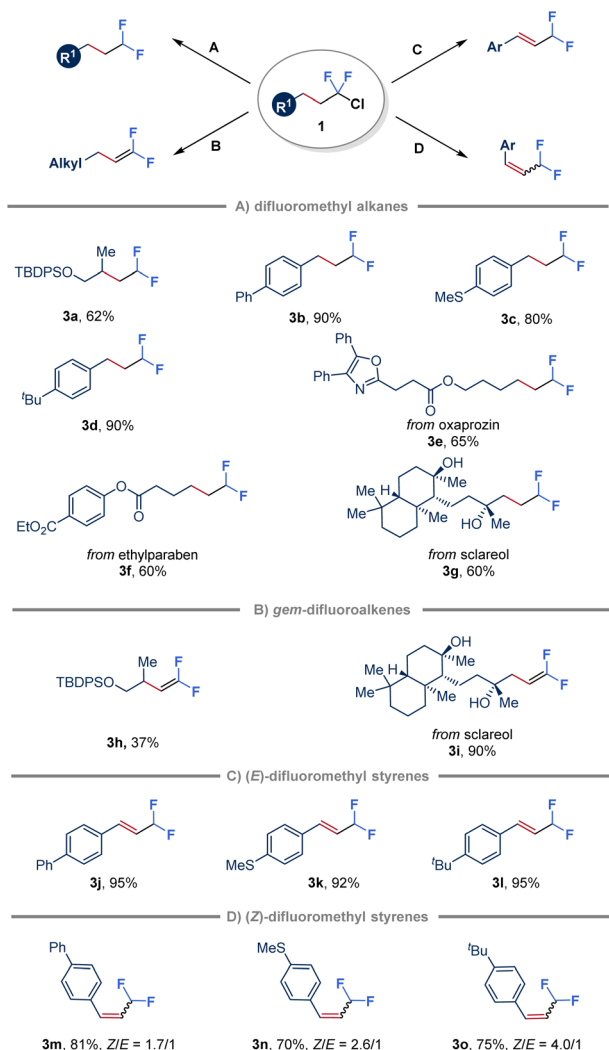 F
F
A
C
F
F
R¹
Ar
F F
R¹
Cl
1
F
F
Alkyl
B
D
Ar
F
F
A) difluoromethyl alkanes
Me
F
TBDPSO
F
3a, 62%
F
F
Ph
3b, 90%
F
F
MeS
3c, 80%
F
F
ᵗBu
3d, 90%
Ph
O
Ph
N
O
O
F
F
from oxaprozin
3e, 65%
O
O
EtO₂C
F
F
from ethylparaben
3f, 60%
OH
Me
H
Me
Me
Me
HO
Me
F
F
from sclareol
3g, 60%
B) gem-difluoroalkenes
Me
F
TBDPSO
F
3h, 37%
OH
Me
H
Me
Me
Me
HO
Me
F
F
from sclareol
3i, 90%
C) (E)-difluoromethyl styrenes
F
F
Ph
3j, 95%
F
F
MeS
3k, 92%
F
F
ᵗBu
3l, 95%
D) (Z)-difluoromethyl styrenes
Ph
F
F
3m, 81%, Z/E = 1.7/1
MeS
F
F
3n, 70%, Z/E = 2.6/1
ᵗBu
F
F
3o, 75%, Z/E = 4.0/1